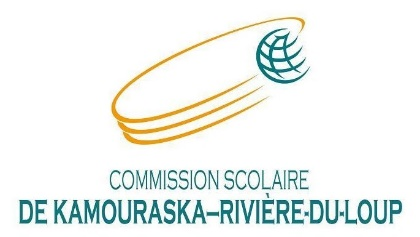 COMMISSION SCOLAIRE
DE KAMOURASKA–RIVIÈRE-DU-LOUP